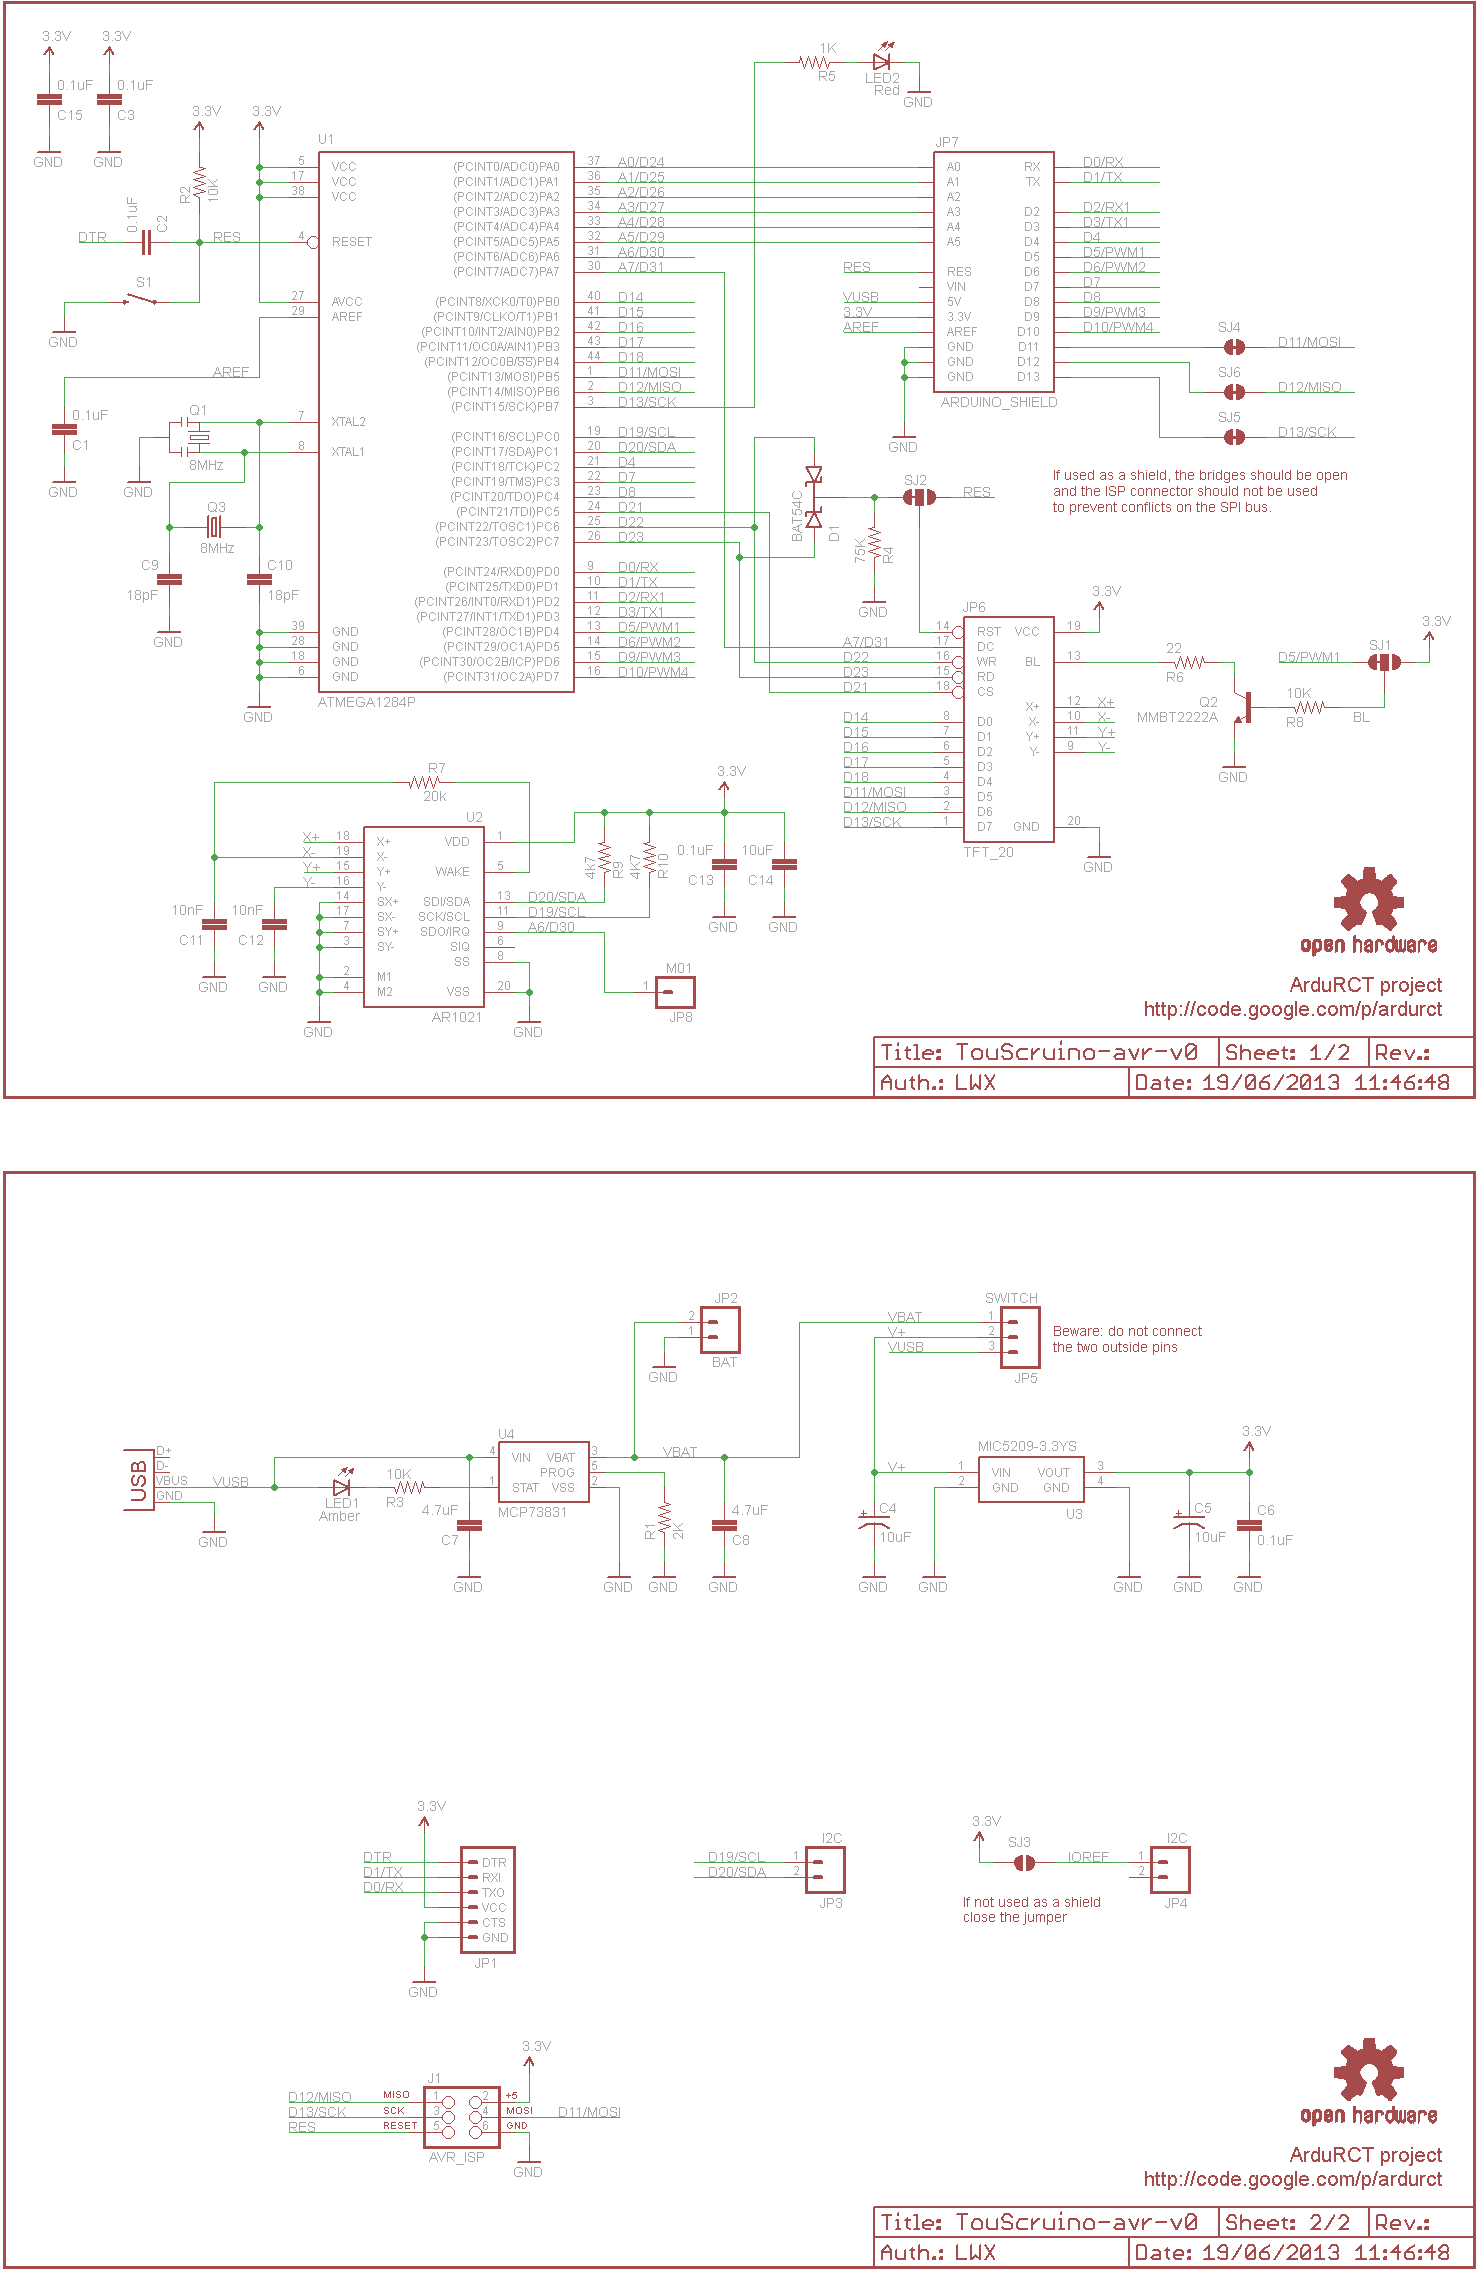 3.3V
3.3V
0.1uF
C15
GND
0.1uF
C3
GND
3.3V
3.3V
R2
10K
0.1uF
C2
DTR
RES
S1
GND
AREF
0.1uF
C1
GND
Q1
8MHz
GND
Q3
8MHz
C9
18pF
GND
C10
18pF
GND
U1
5 VCC (PCINT0/ADC0)PA0 37 A0/D24
17 VCC (PCINT1/ADC1)PA1 36 A1/D25
38 VCC (PCINT2/ADC2)PA2 35 A2/D26
(PCINT3/ADC3)PA3 34 A3/D27
(PCINT4/ADC4)PA4 33 A4/D28
4 RESET (PCINT5/ADC5)PA5 32 A5/D29
(PCINT6/ADC6)PA6 31 A6/D30
(PCINT7/ADC7)PA7 30 A7/D31
27 AVCC (PCINT8/XCK0/T0)PB0 40 D14
29 AREF (PCINT9/CLKO/T1)PB1 41 D15
(PCINT10/INT2/AIN0)PB2 42 D16
(PCINT11/OC0A/AIN1)PB3 43 D17
(PCINT12/OC0B/SS)PB4 44 D18
(PCINT13/MOSI)PB5 1 D11/MOSI
(PCINT14/MISO)PB6 2 D12/MISO
(PCINT15/SCK)PB7 3 D13/SCK
7 XTAL2
(PCINT16/SCL)PC0 19 D19/SCL
8 XTAL1 (PCINT17/SDA)PC1 20 D20/SDA
(PCINT18/TCK)PC2 21 D4
(PCINT19/TMS)PC3 22 D7
(PCINT20/TDO)PC4 23 D8
(PCINT21/TDI)PC5 24 D21
(PCINT22/TOSC1)PC6 25 D22
(PCINT23/TOSC2)PC7 26 D23
(PCINT24/RXD0)PD0 9 D0/RX
(PCINT25/TXD0)PD1 10 D1/TX
(PCINT26/INT0/RXD1)PD2 11 D2/RX1
(PCINT27/INT1/TXD1)PD3 12 D3/TX1
39 GND (PCINT28/OC1B)PD4 13 D5/PWM1
28 GND (PCINT29/OC1A)PD5 14 D6/PWM2
18 GND (PCINT30/OC2B/ICP)PD6 15 D9/PWM3
6 GND (PCINT31/OC2A)PD7 16 D10/PWM4
ATMEGA1284P
1K
R5
LED2
Red
GND
JP7
A0 RX D0/RX
A1 TX D1/TX
A2
A3 D2 D2/RX1
A4 D3 D3/TX1
A5 D4 D4
D5 D5/PWM1
RES RES D6 D6/PWM2
VIN D7 D7
VUSB 5V D8 D8
3.3V 3.3V D9 D9/PWM3
AREF AREF D10 D10/PWM4
GND D11
GND D12
GND D13
ARDUINO_SHIELD
GND
SJ4
D11/MOSI
SJ6
D12/MISO
SJ5
D13/SCK
If used as a shield, the bridges should be open
and the ISP connector should not be used
to prevent conflicts on the SPI bus.
BAT54C
D1
SJ2
RES
75K
R4
GND
JP6
14 RST VCC 19 3.3V
A7/D31 17 DC
D22 16 WR BL 13
D23 15 RD
D21 18 CS
X+ 12 X+
D14 8 D0 X- 10 X-
D15 7 D1 Y+ 11 Y+
D16 6 D2 Y- 9 Y-
D17 5 D3
D18 4 D4
D11/MOSI 3 D5
D12/MISO 2 D6
D13/SCK 1 D7 GND 20
TFT_20
GND
22
R6
Q2
MMBT2222A
GND
10K
R8
BL
D5/PWM1
SJ1
3.3V
R7
20k
U2
X+ 18 X+ VDD 1
X- 19 X-
Y+ 15 Y+ WAKE 5
Y- 16 Y-
14 SX+ SDI/SDA 13 D20/SDA
17 SX- SCK/SCL 11 D19/SCL
7 SY+ SDO/IRQ 9 A6/D30
3 SY- SIQ 6
SS 8
2 M1
4 M2 VSS 20
AR1021
GND
GND
10nF
C11
GND
10nF
C12
GND
4K7
R9
4K7
R10
3.3V
0.1uF
C13
GND
10uF
C14
GND
M01
1
JP8
open hardware
ArduRCT project
http://code.google.com/p/ardurct
Title: TouScruino-avr-v0 Sheet: 1/2 Rev.:
Auth.: LWX Date: 19/06/2013 11:46:48
JP2
2
1
BAT
GND
SWITCH
VBAT 1
V+ 2
VUSB 3
JP5
Beware: do not connect
the two outside pins
USB
D+
D-
VBUS
GND
VUSB
GND
LED1
Amber
10K
R3
4.7uF
C7
GND
U4
4 VIN VBAT 3
PROG 5
1 STAT VSS 2
MCP73831
GND
VBAT
R1
2K
GND
4.7uF
C8
GND
V+
C4
10uF
GND
MIC5209-3.3YS
1 VIN VOUT 3
2 GND GND 4
U3
GND
GND
3.3V
C5
10uF
GND
C6
0.1uF
GND
3.3V
DTR DTR
D1/TX RXI
D0/RX TXO
VCC
CTS
GND
JP1
GND
I2C
D19/SCL 1
D20/SDA 2
JP3
3.3V
SJ3
IOREF
I2C
1
2
JP4
If not used as a shield
close the jumper
3.3V
J1
D12/MISO MISO 1 2 +5
D13/SCK SCK 3 4 MOSI D11/MOSI
RES RESET 5 6 GND
AVR_ISP
GND
open hardware
ArduRCT project
http://code.google.com/p/ardurct
Title: TouScruino-avr-v0 Sheet: 2/2 Rev.:
Auth.: LWX Date: 19/06/2013 11:46:48